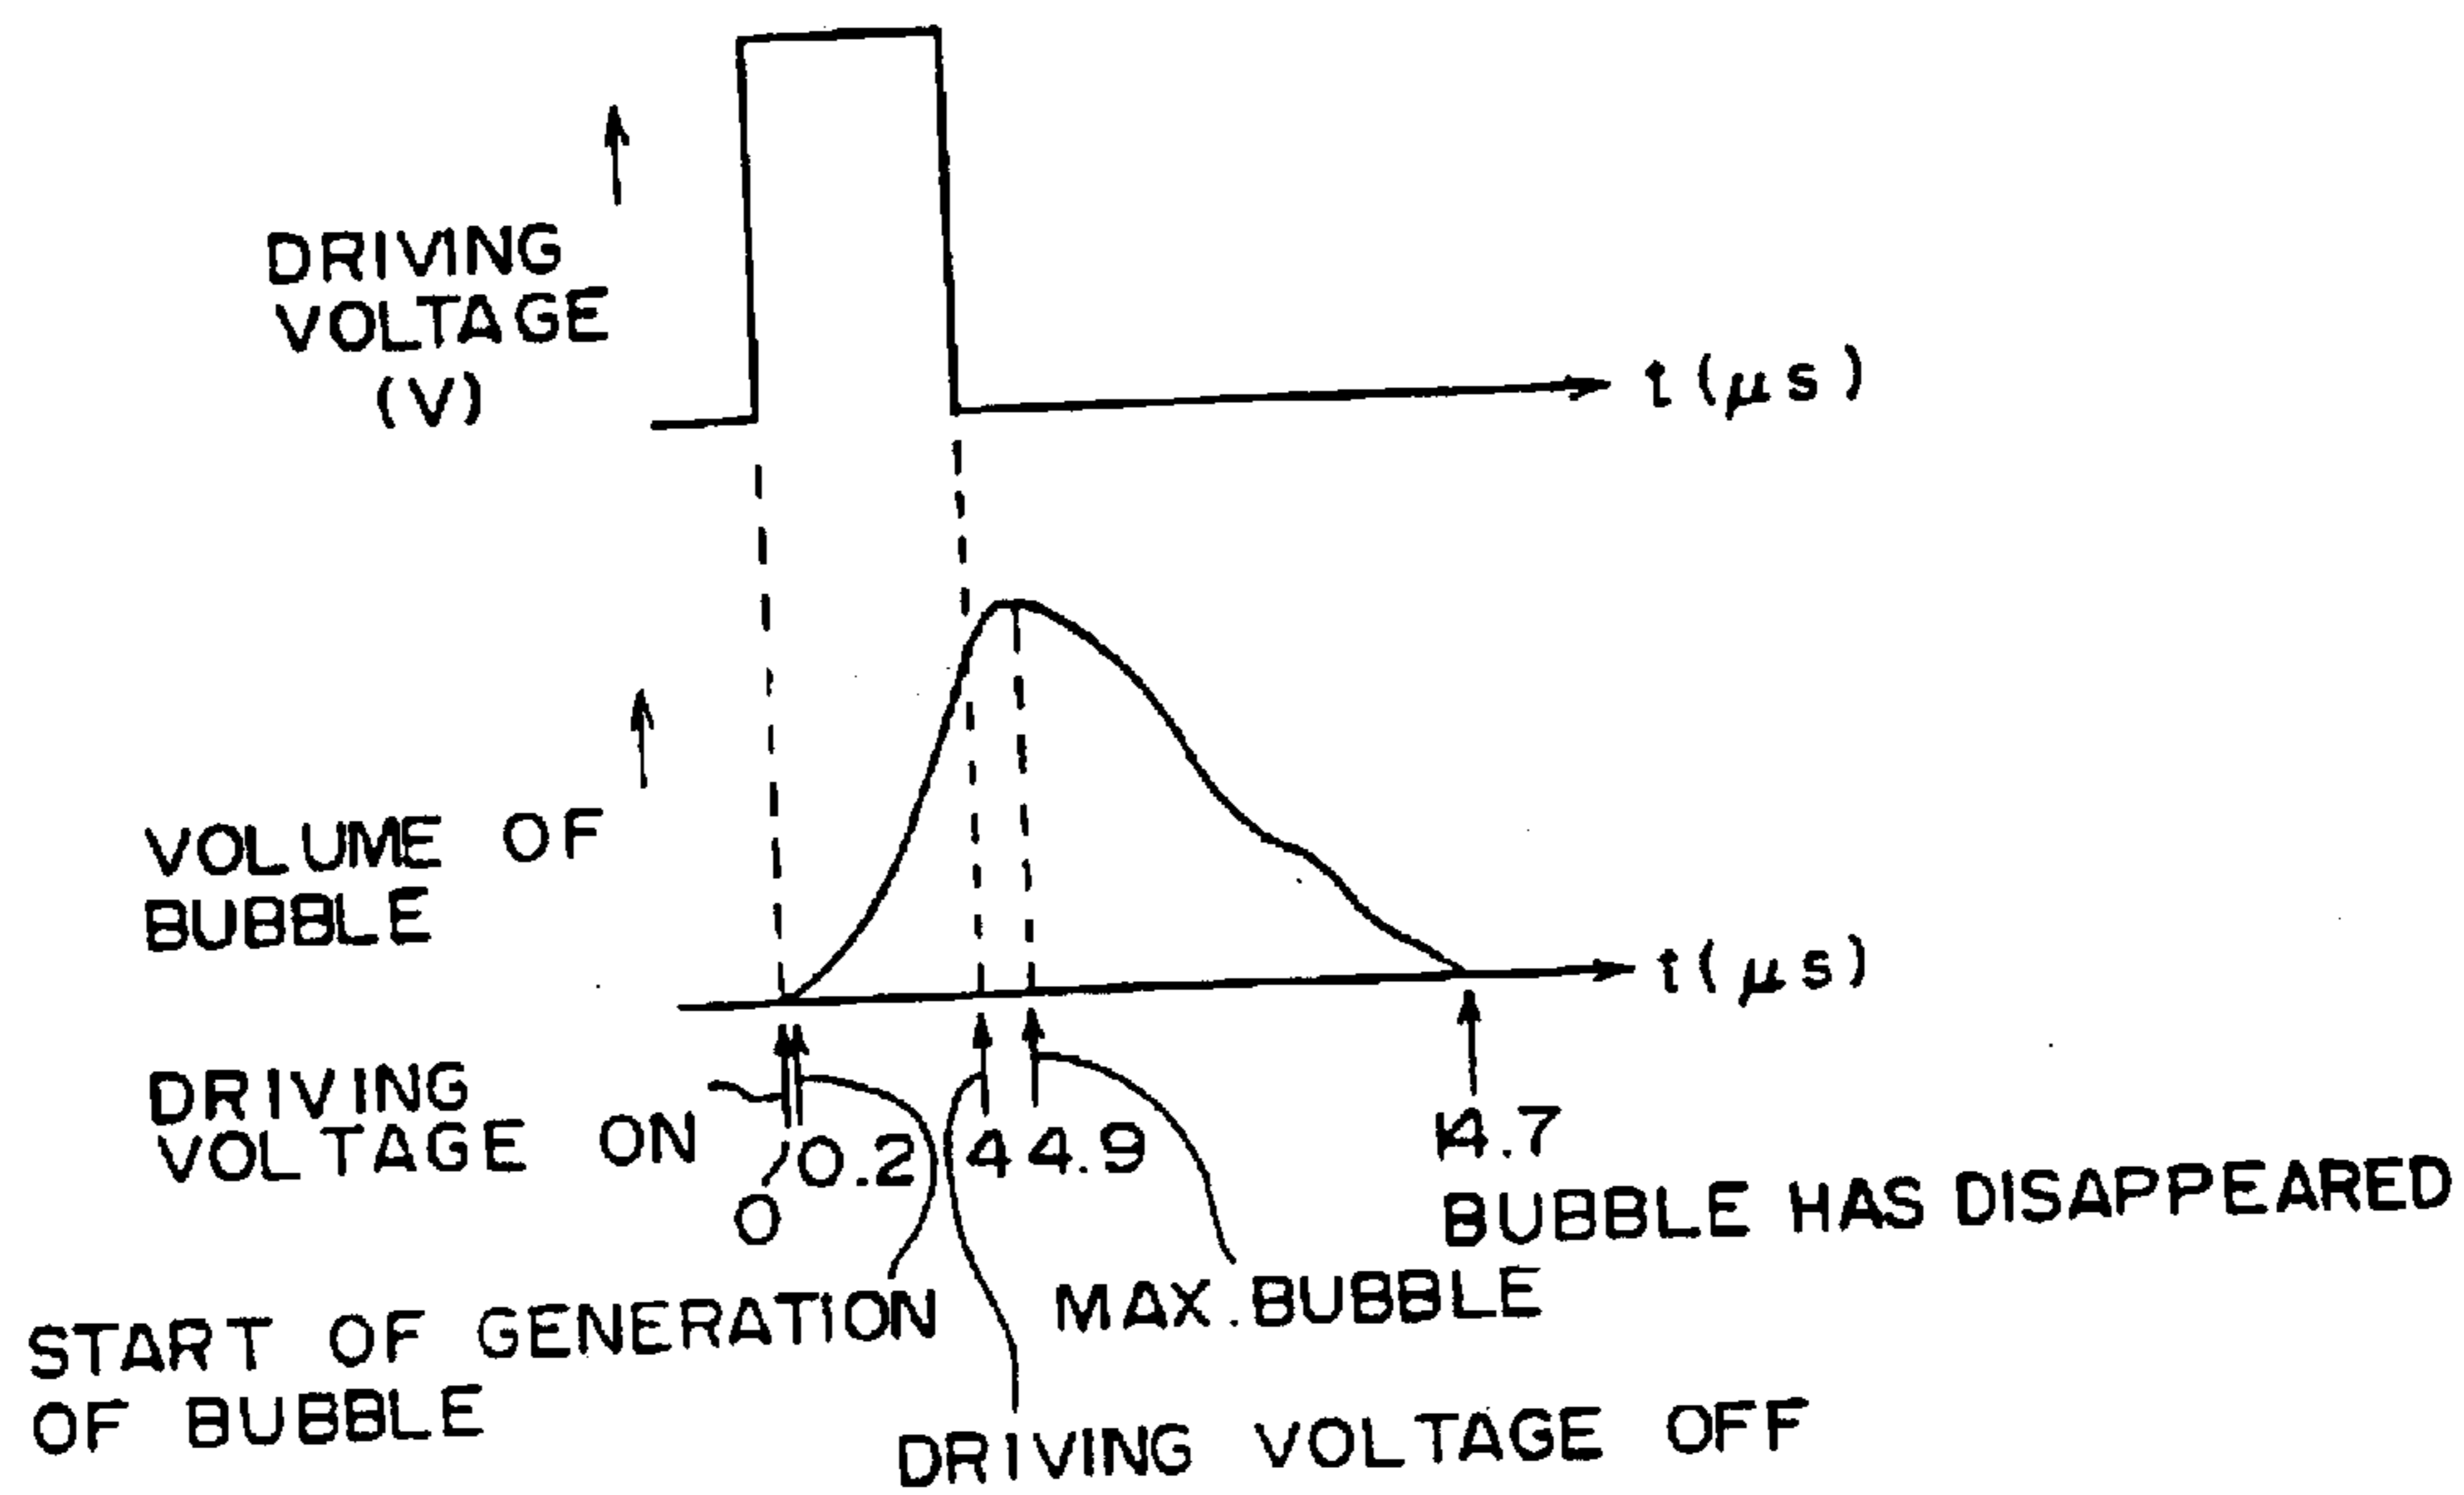 DRIVING
VOLTAGE
(V)
t(μs)
VOLUME OF
BUBBLE
t(μs)
DRIVING
VOLTAGE ON
0
0.2
4
4.9
14.7
BUBBLE HAS DISAPPEARED
START OF GENERATION
OF BUBBLE
MAX. BUBBLE
DRIVING VOLTAGE OFF